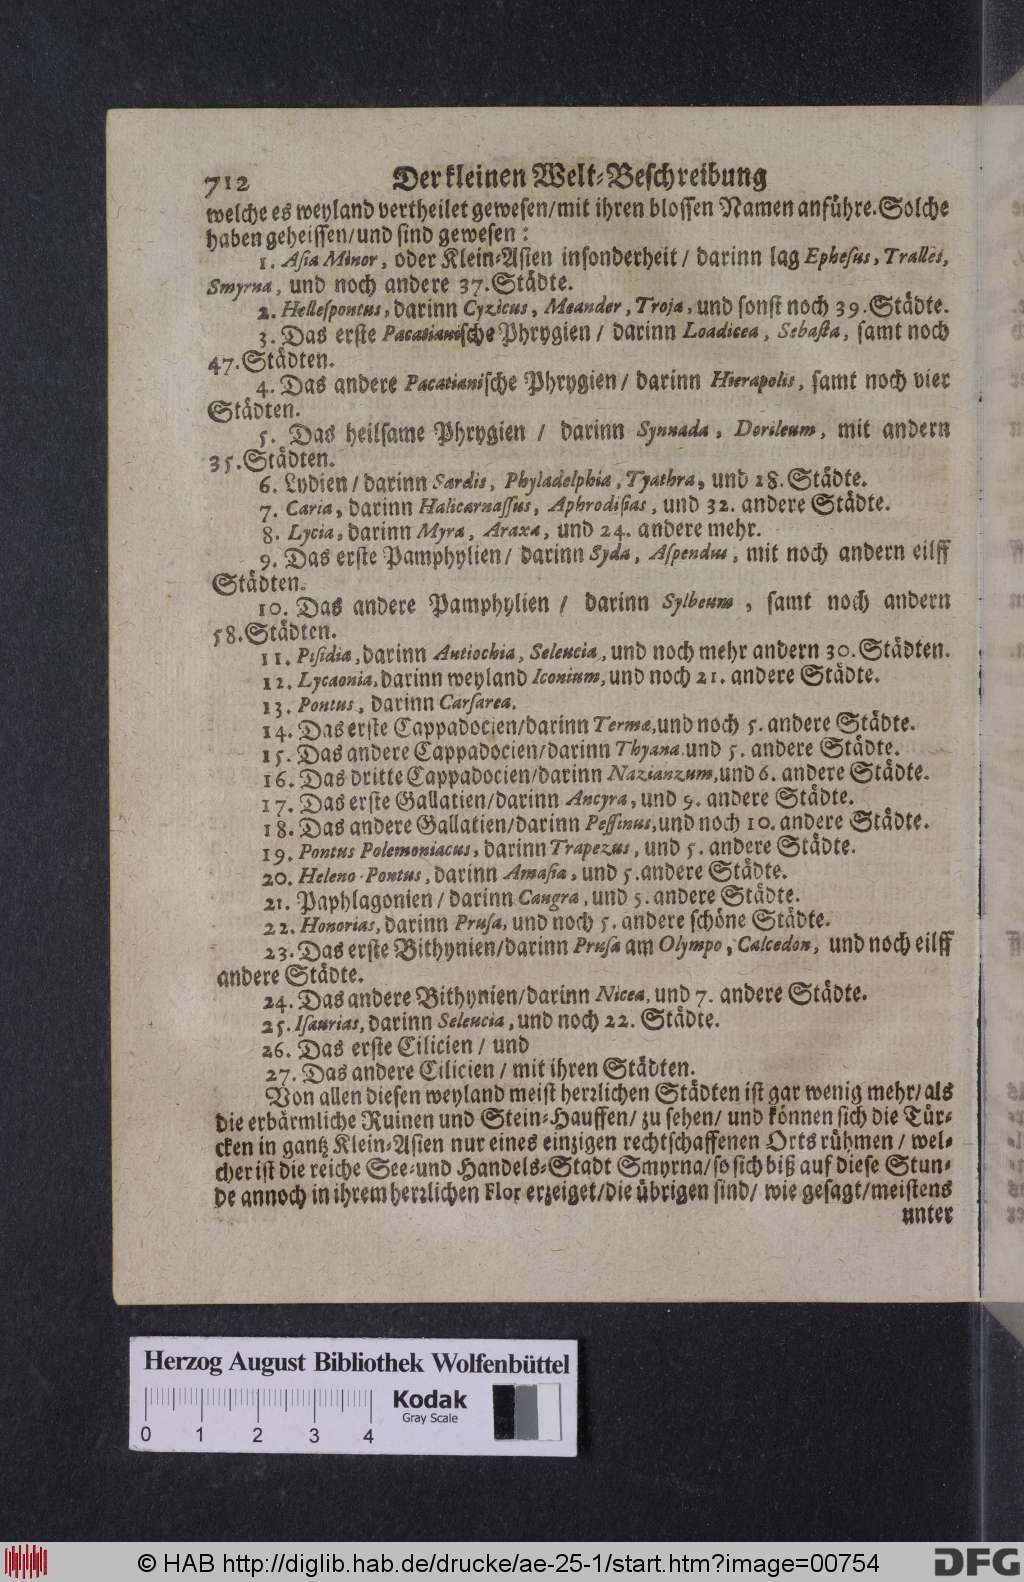 712 Der kleinen Welt-Beschreibung
welche es weyland vertheilet gewesen/mit ihren blossen Namen anführe. Solche
haben geheissen/und sind gewesen:
1. Asia Minor, oder Klein-Asien insonderheit/ darinn lag Ephesus, Tralles,
Smyrna, und noch andere 37. Städte.
2. Hellespontus, darinn Cyzicus, Meander, Troja, und sonst noch 39. Städte.
3. Das erste Pacatianische Phrygien/ darinn Loadicea, Sebasta, samt noch
47. Städten.
4. Das andere Pacatianische Phrygien/ darinn Hierapolis, samt noch vier
Städten.
5. Das heilsame Phrygien / darinn Synnada, Dorileum, mit andern
35. Städten.
6. Lydien/ darinn Sardis, Phyladelphia, Tyathra, und 28. Städte.
7. Caria, darinn Halicarnassus, Aphrodisias, und 32. andere Städte.
8. Lycia, darinn Myra, Araxa, und 24. andere mehr.
9. Das erste Pamphylien/ darinn Syda, Aspendus, mit noch andern eilff
Städten.
10. Das andere Pamphylien / darinn Sylbeum, samt noch andern
58. Städten.
11. Pisidia, darinn Antiochia, Seleucia, und noch mehr andern 30. Städten.
12. Lycaonia, darinn weyland Iconium, und noch 21. andere Städte.
13. Pontus, darinn Carsarea.
14. Das erste Cappadocien/darinn Termæ, und noch 5. andere Städte.
15. Das andere Cappadocien/darinn Thyana und 5. andere Städte.
16. Das dritte Cappadocien/darinn Nazianzum, und 6. andere Städte.
17. Das erste Gallatien/darinn Ancyra, und 9. andere Städte.
18. Das andere Gallatien/darinn Pessinus, und noch 10. andere Städte.
19. Pontus Polemoniacus, darinn Trapezus, und 5. andere Städte.
20. Heleno-Pontus, darinn Amasia, und 5. andere Städte.
21. Paphlagonien/ darinn Caugra, und 5. andere Städte.
22. Honorias, darinn Prusa, und noch 5. andere schöne Städte.
23. Das erste Bithynien/darinn Prusa am Olympo, Calcedon, und noch eilff
andere Städte.
24. Das andere Bithynien/darinn Nicea, und 7. andere Städte.
25. Isaurias, darinn Seleucia, und noch 22. Städte.
26. Das erste Cilicien / und
27. Das andere Cilicien / mit ihren Städten.
Von allen diesen weyland meist herrlichen Städten ist gar wenig mehr/als
die erbärmliche Ruinen und Stein-Hauffen/ zu sehen/ und können sich die Tür-
cken in gantz Klein-Asien nur eines einzigen rechtschaffenen Orts rühmen / wel-
cher ist die reiche See-und Handels-Stadt Smyrna/so sich biß auf diese Stun-
de annoch in ihrem herrlichen Flor erzeiget/die übrigen sind/ wie gesagt/meistens
unter
Herzog August Bibliothek Wolfenbüttel
Kodak
Gray Scale
0 1 2 3 4
© HAB http://diglib.hab.de/drucke/ae-25-1/start.htm?image=00754
DFG